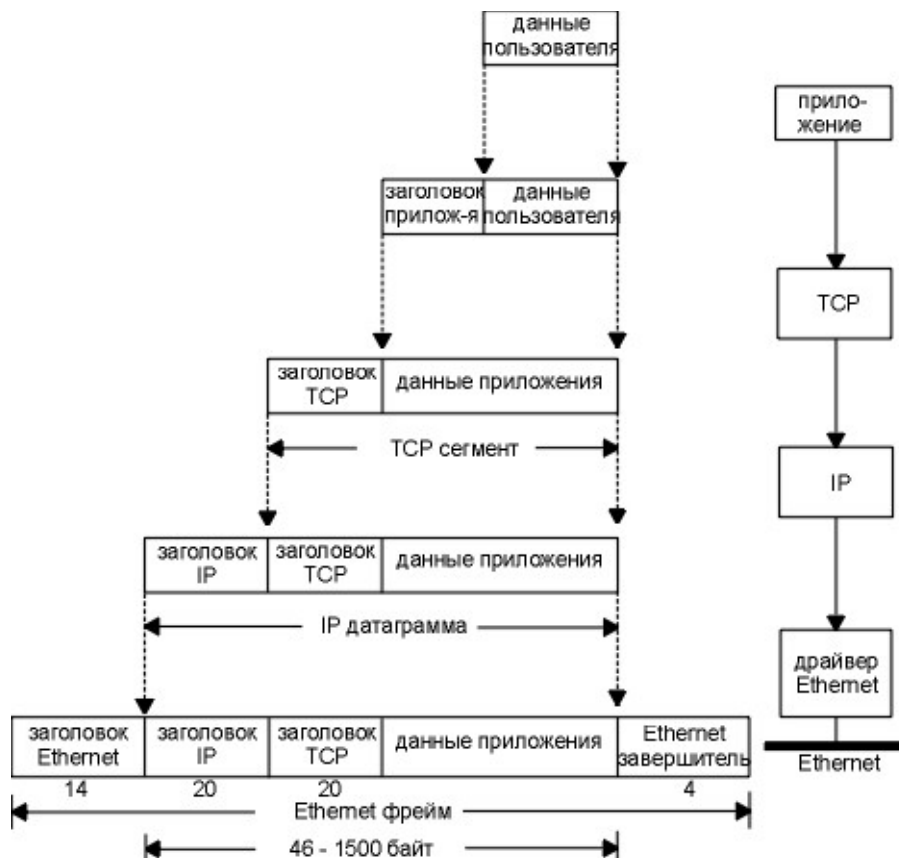 данные
пользователя
прило-
жение
заголовок
прилож-я
данные
пользователя
TCP
заголовок
TCP
данные приложения
TCP сегмент
IP
заголовок
IP
заголовок
TCP
данные приложения
IP датаграмма
драйвер
Ethernet
заголовок
Ethernet
заголовок
IP
заголовок
TCP
данные приложения
Ethernet
завершитель
Ethernet
14
20
20
4
Ethernet фрейм
46 - 1500 байт